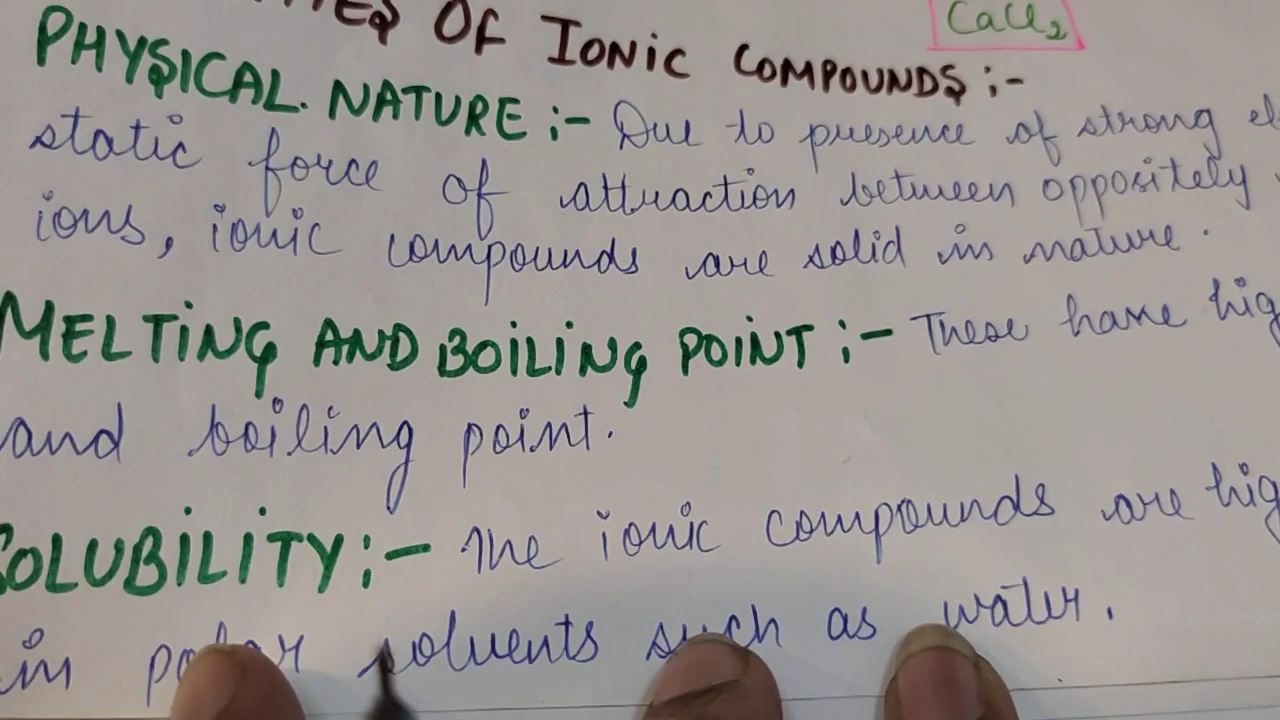 CaCl2
OF IONIC COMPOUNDS :-
PHYSICAL. NATURE :- Due to presence of strong
static force of attraction between oppositely
ions, ionic compounds are solid in nature.
MELTING AND BOILING POINT :- These have
and boiling point.
SOLUBILITY :- The ionic compounds are
in polar solvents such as water.